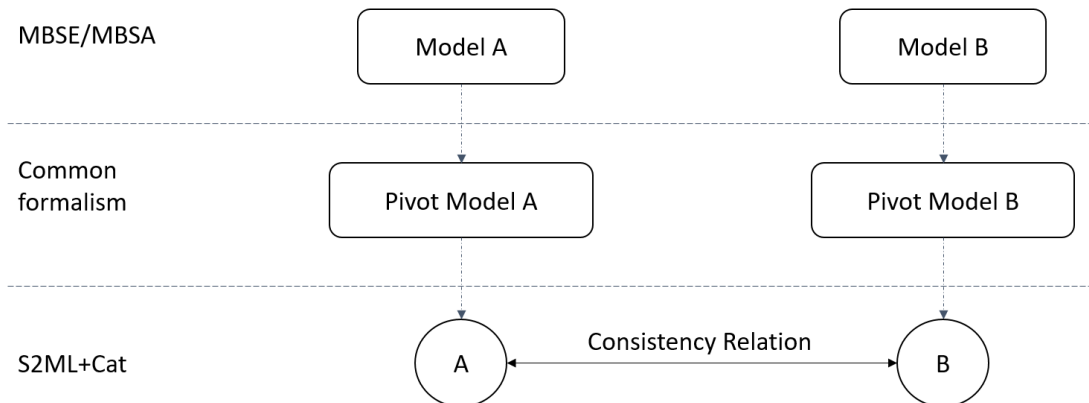 MBSE/MBSA
Model A
Model B
Common
formalism
Pivot Model A
Pivot Model B
S2ML+Cat
A
Consistency Relation
B